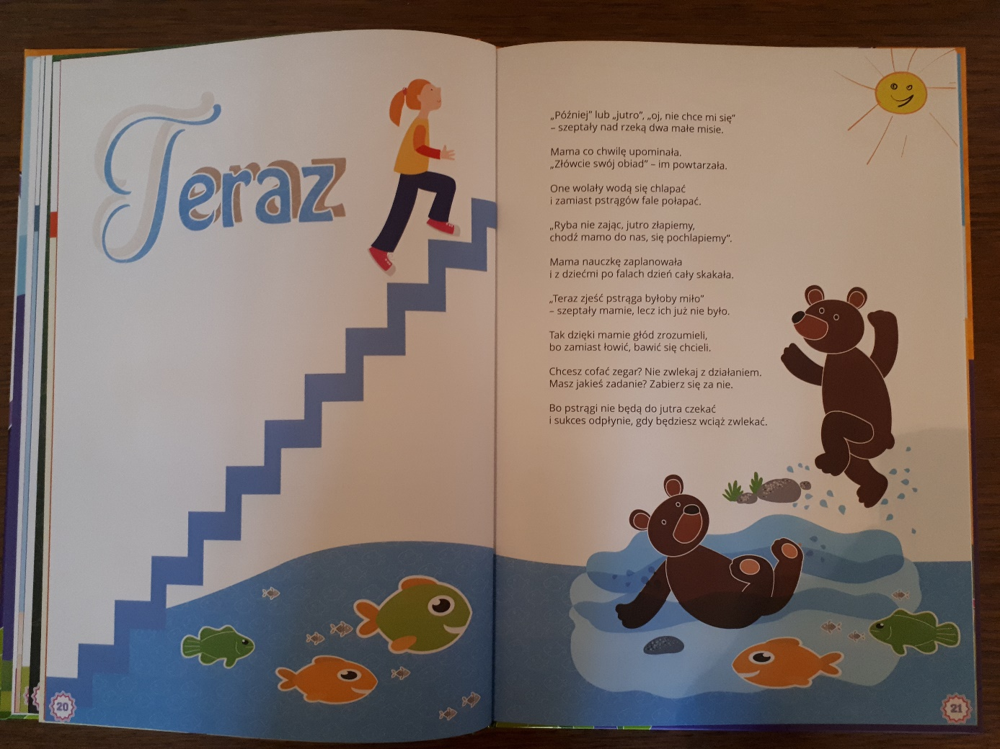 Teraz
„Później” lub „jutro”, „oj, nie chce mi się”
– szeptały nad rzeką dwa małe misie.
Mama co chwilę upominała.
„Złówcie swój obiad” – im powtarzała.
One wolały wodą się chlapać
i zamiast pstrągów fale połapać.
„Ryba nie zając, jutro złapiemy,
chodź mamo do nas, się pochlapiemy”.
Mama nauczkę zaplanowała
i z dziećmi po falach dzień cały skakała.
„Teraz zjeść pstrąga byłoby miło”
– szeptały mamie, lecz ich już nie było.
Tak dzięki mamie głód zrozumieli,
bo zamiast łowić, bawić się chcieli.
Chcesz cofać zegar? Nie zwlekaj z działaniem.
Masz jakieś zadanie? Zabierz się za nie.
Bo pstrągi nie będą do jutra czekać
i sukces odpłynie, gdy będziesz wciąż zwlekać.
20
21